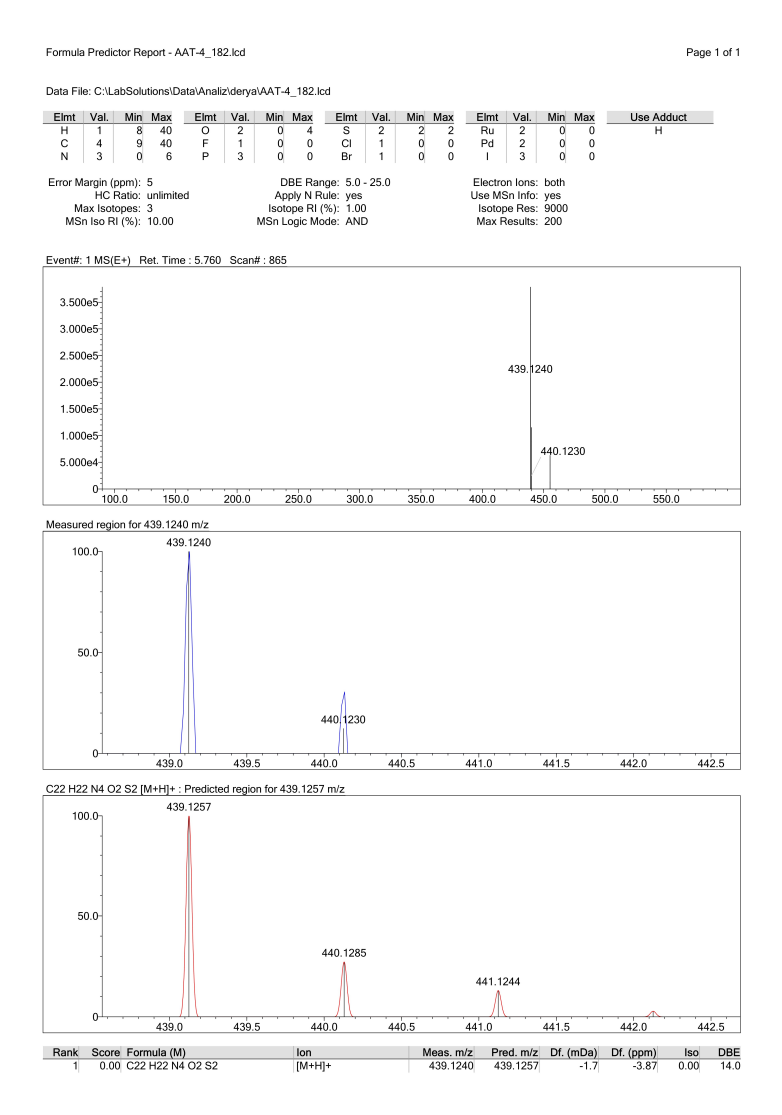 Formula Predictor Report - AAT-4_182.lcd Page 1 of 1
Data File: C:\LabSolutions\Data\Analiz\derya\AAT-4_182.lcd
Elmt Val. Min Max Elmt Val. Min Max Elmt Val. Min Max Elmt Val. Min Max Use Adduct
H 1 8 40 O 2 0 4 S 2 2 2 Ru 2 0 0 H
C 4 9 40 F 1 0 0 Cl 1 0 0 Pd 2 0 0
N 3 0 6 P 3 0 0 Br 1 0 0 I 3 0 0
Error Margin (ppm): 5 DBE Range: 5.0 - 25.0 Electron Ions: both
HC Ratio: unlimited Apply N Rule: yes Use MSn Info: yes
Max Isotopes: 3 Isotope RI (%): 1.00 Isotope Res: 9000
MSn Iso RI (%): 10.00 MSn Logic Mode: AND Max Results: 200
Event#: 1 MS(E+) Ret. Time : 5.760 Scan# : 865
3.500e5
3.000e5
2.500e5
439.1240
2.000e5
1.500e5
1.000e5
440.1230
5.000e4
0
100.0 150.0 200.0 250.0 300.0 350.0 400.0 450.0 500.0 550.0
Measured region for 439.1240 m/z
439.1240
100.0
50.0
440.1230
0
439.0 439.5 440.0 440.5 441.0 441.5 442.0 442.5
C22 H22 N4 O2 S2 [M+H]+ : Predicted region for 439.1257 m/z
439.1257
100.0
50.0
440.1285
441.1244
0
439.0 439.5 440.0 440.5 441.0 441.5 442.0 442.5
Rank Score Formula (M) Ion Meas. m/z Pred. m/z Df. (mDa) Df. (ppm) Iso DBE
1 0.00 C22 H22 N4 O2 S2 [M+H]+ 439.1240 439.1257 -1.7 -3.87 0.00 14.0